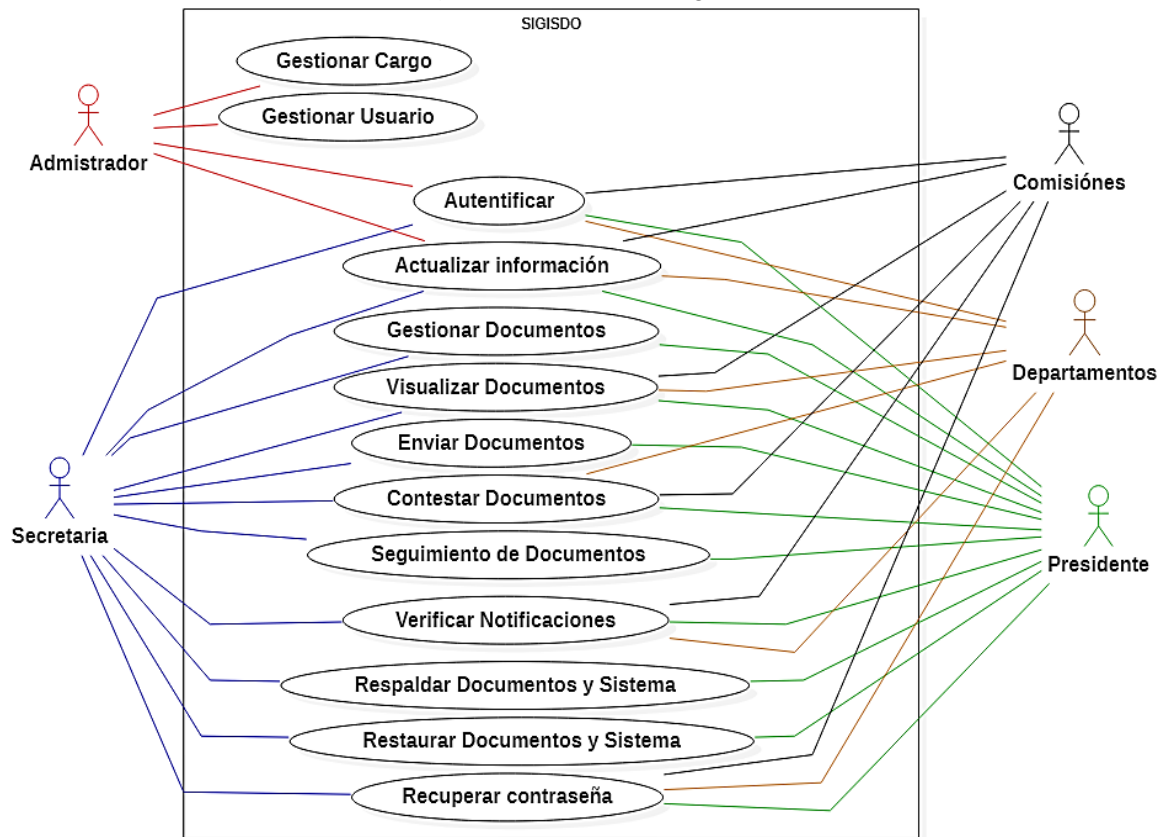 SIGISDO
Gestionar Cargo
Gestionar Usuario
Admistrador
Comisiónes
Autentificar
Actualizar información
Gestionar Documentos
Departamentos
Visualizar Documentos
Enviar Documentos
Contestar Documentos
Secretaria
Seguimiento de Documentos
Presidente
Verificar Notificaciones
Respaldar Documentos y Sistema
Restaurar Documentos y Sistema
Recuperar contraseña